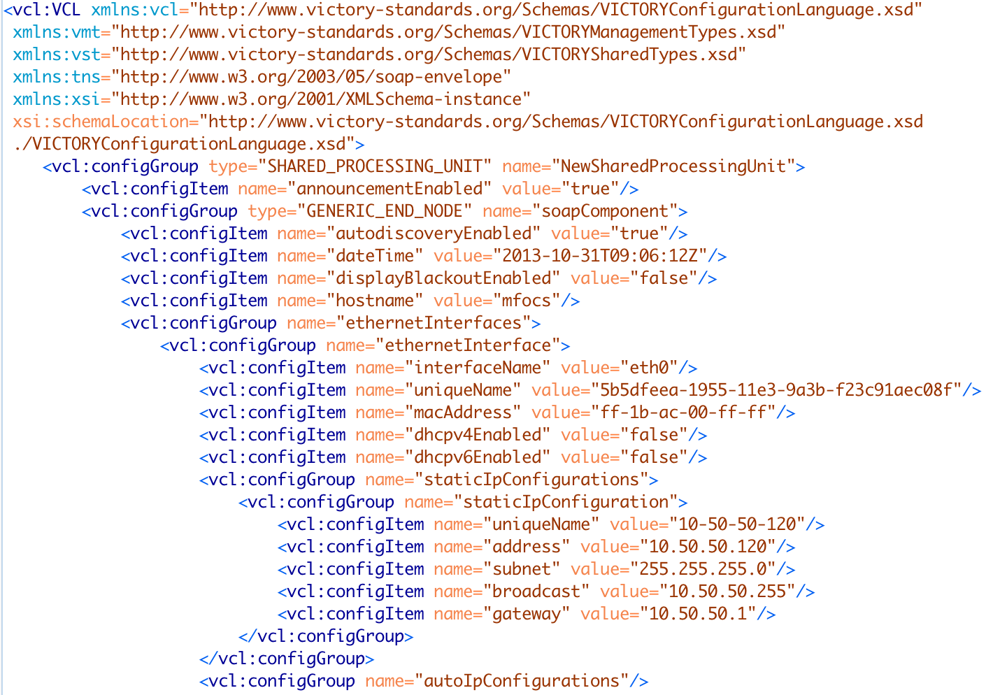 <vcl:VCL xmlns:vcl="http://www.victory-standards.org/Schemas/VICTORYConfigurationLanguage.xsd"
xmlns:vmt="http://www.victory-standards.org/Schemas/VICTORYManagementTypes.xsd"
xmlns:vst="http://www.victory-standards.org/Schemas/VICTORYSharedTypes.xsd"
xmlns:tns="http://www.w3.org/2003/05/soap-envelope"
xmlns:xsi="http://www.w3.org/2001/XMLSchema-instance"
xsi:schemaLocation="http://www.victory-standards.org/Schemas/VICTORYConfigurationLanguage.xsd
./VICTORYConfigurationLanguage.xsd">
<vcl:configGroup type="SHARED_PROCESSING_UNIT" name="NewSharedProcessingUnit">
<vcl:configItem name="announcementEnabled" value="true"/>
<vcl:configGroup type="GENERIC_END_NODE" name="soapComponent">
<vcl:configItem name="autodiscoveryEnabled" value="true"/>
<vcl:configItem name="dateTime" value="2013-10-31T09:06:12Z"/>
<vcl:configItem name="displayBlackoutEnabled" value="false"/>
<vcl:configItem name="hostname" value="mfocs"/>
<vcl:configGroup name="ethernetInterfaces">
<vcl:configGroup name="ethernetInterface">
<vcl:configItem name="interfaceName" value="eth0"/>
<vcl:configItem name="uniqueName" value="5b5dfeea-1955-11e3-9a3b-f23c91aec08f"/>
<vcl:configItem name="macAddress" value="ff-1b-ac-00-ff-ff"/>
<vcl:configItem name="dhcpv4Enabled" value="false"/>
<vcl:configItem name="dhcpv6Enabled" value="false"/>
<vcl:configGroup name="staticIpConfigurations">
<vcl:configGroup name="staticIpConfiguration">
<vcl:configItem name="uniqueName" value="10-50-50-120"/>
<vcl:configItem name="address" value="10.50.50.120"/>
<vcl:configItem name="subnet" value="255.255.255.0"/>
<vcl:configItem name="broadcast" value="10.50.50.255"/>
<vcl:configItem name="gateway" value="10.50.50.1"/>
</vcl:configGroup>
</vcl:configGroup>
<vcl:configGroup name="autoIpConfigurations"/>